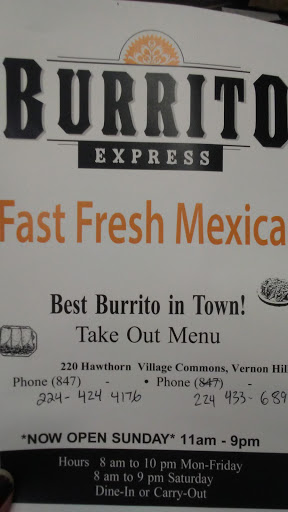 BURRITO
EXPRESS
Fast Fresh Mexica
Best Burrito in Town!
Take Out Menu
220 Hawthorn Village Commons, Vernon Hil
Phone (847) - • Phone (847) -
224-424 4176 224 433-689
*NOW OPEN SUNDAY* 11am - 9pm
Hours 8 am to 10 pm Mon-Friday
8 am to 9 pm Saturday
Dine-In or Carry-Out